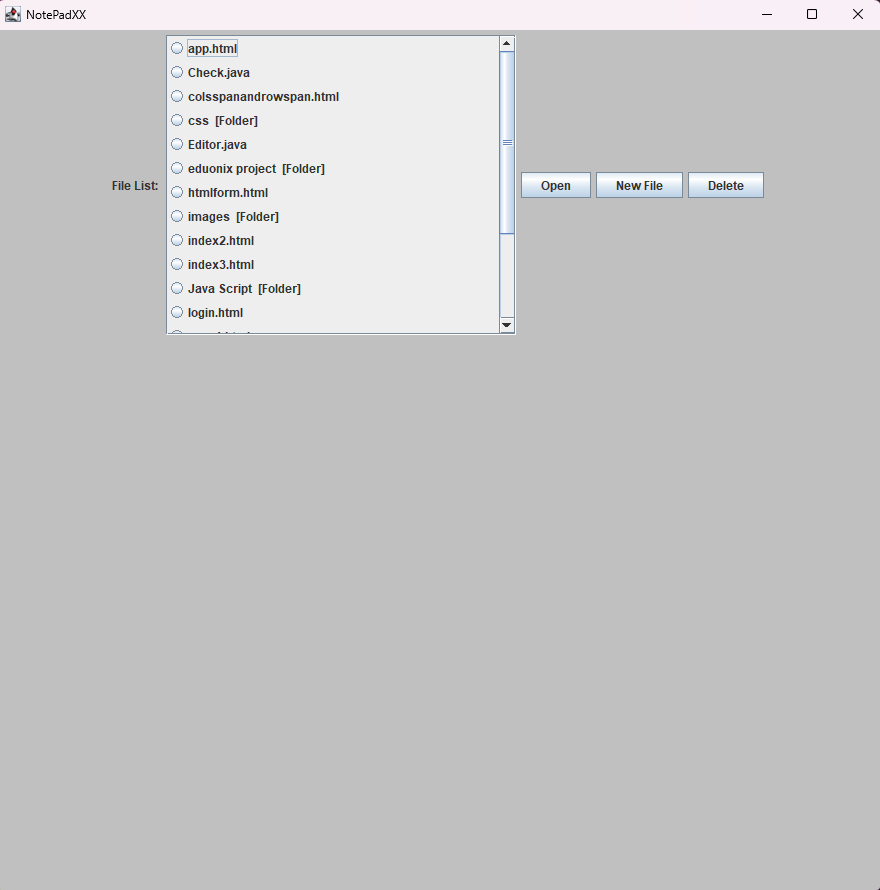 NotePadXX
app.html
Check.java
colsspanandrowspan.html
css [Folder]
Editor.java
eduonix project [Folder]
File List:
Open
New File
Delete
htmlform.html
images [Folder]
index2.html
index3.html
Java Script [Folder]
login.html